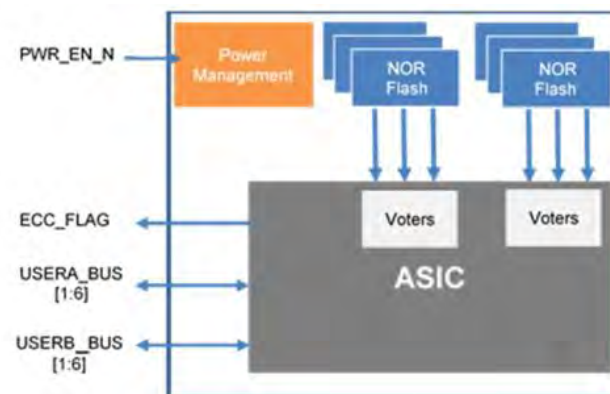 PWR_EN_N
Power
Management
NOR
Flash
NOR
Flash
ECC_FLAG
Voters
Voters
ASIC
USERA_BUS
[1:6]
USERB_BUS
[1:6]